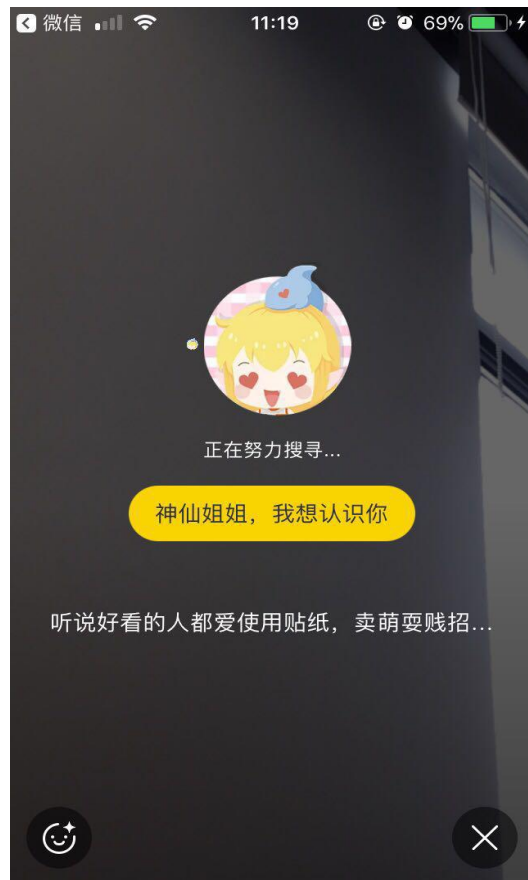 微信
11:19
69%
正在努力搜寻...
神仙姐姐，我想认识你
听说好看的人都爱使用贴纸，卖萌耍贱招...